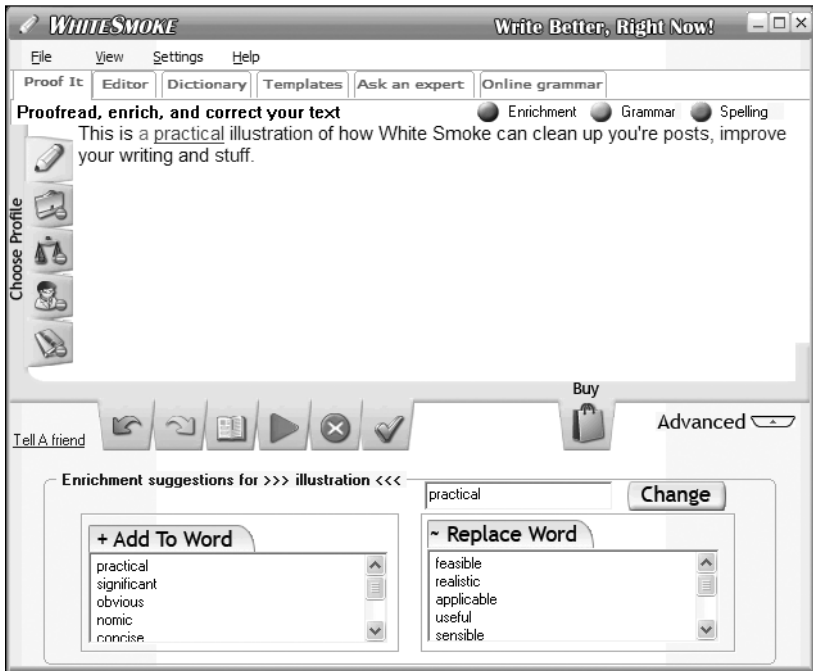 WHITESMOKE Write Better, Right Now!
File View Settings Help
Proof It Editor Dictionary Templates Ask an expert Online grammar
Proofread, enrich, and correct your text Enrichment Grammar Spelling
This is a practical illustration of how White Smoke can clean up you're posts, improve
your writing and stuff.
Choose Profile
Buy
Tell A friend
Advanced
Enrichment suggestions for >>> illustration <<<
practical
Change
+ Add To Word
practical
significant
obvious
nomic
concise
~ Replace Word
feasible
realistic
applicable
useful
sensible